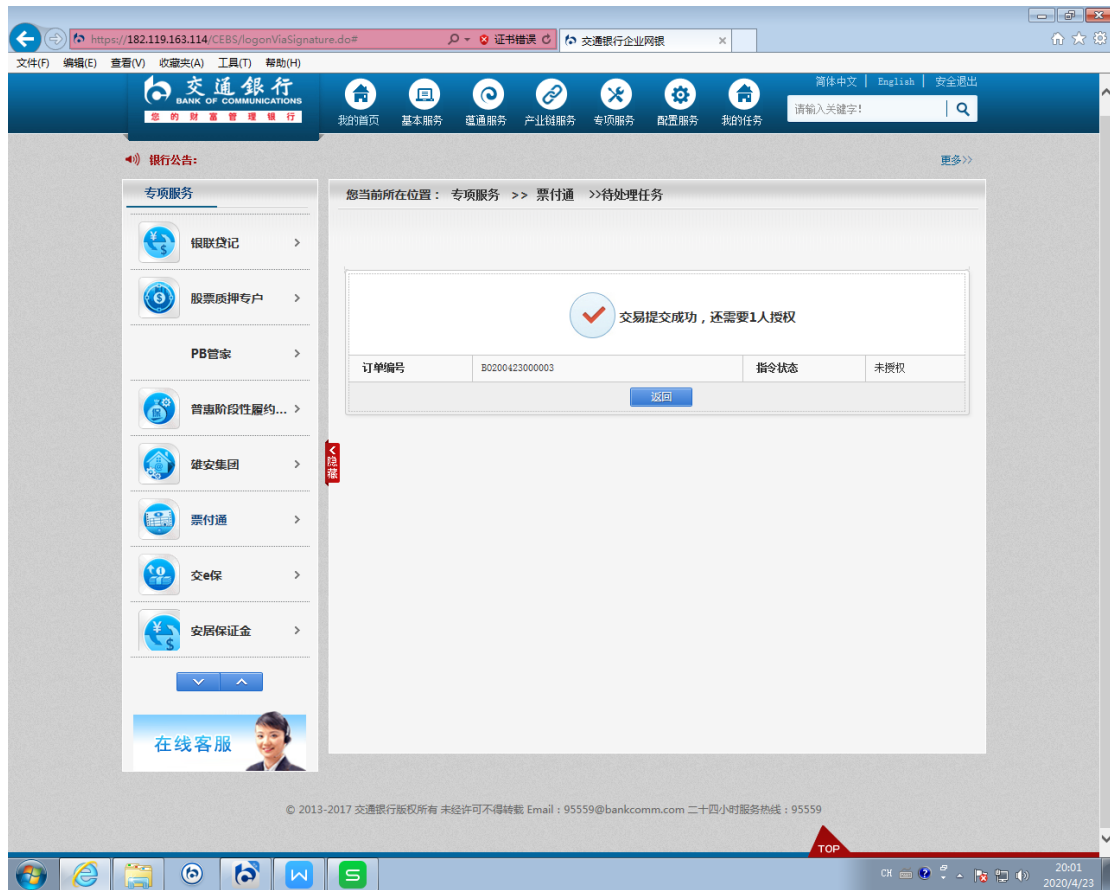 https://182.119.163.114/CEBS/logonViaSignature.do#
证书错误
交通银行企业网银
文件(F) 编辑(E) 查看(V) 收藏夹(A) 工具(T) 帮助(H)
交通银行
BANK OF COMMUNICATIONS
您的财富管理银行
我的首页 基本服务 蕴通服务 产业链服务 专项服务 配置服务 我的任务
简体中文 | English | 安全退出
请输入关键字!
银行公告:
更多>>
专项服务
您当前所在位置： 专项服务 >> 票付通 >>待处理任务
银联贷记
股票质押专户
PB管家
普惠阶段性履约...
雄安集团
票付通
交e保
安居保证金
隐藏
交易提交成功，还需要1人授权
订单编号 B0200423000003 指令状态 未授权
返回
在线客服
© 2013-2017 交通银行版权所有 未经许可不得转载 Email：95559@bankcomm.com 二十四小时服务热线：95559
TOP
CH
20:01
2020/4/23